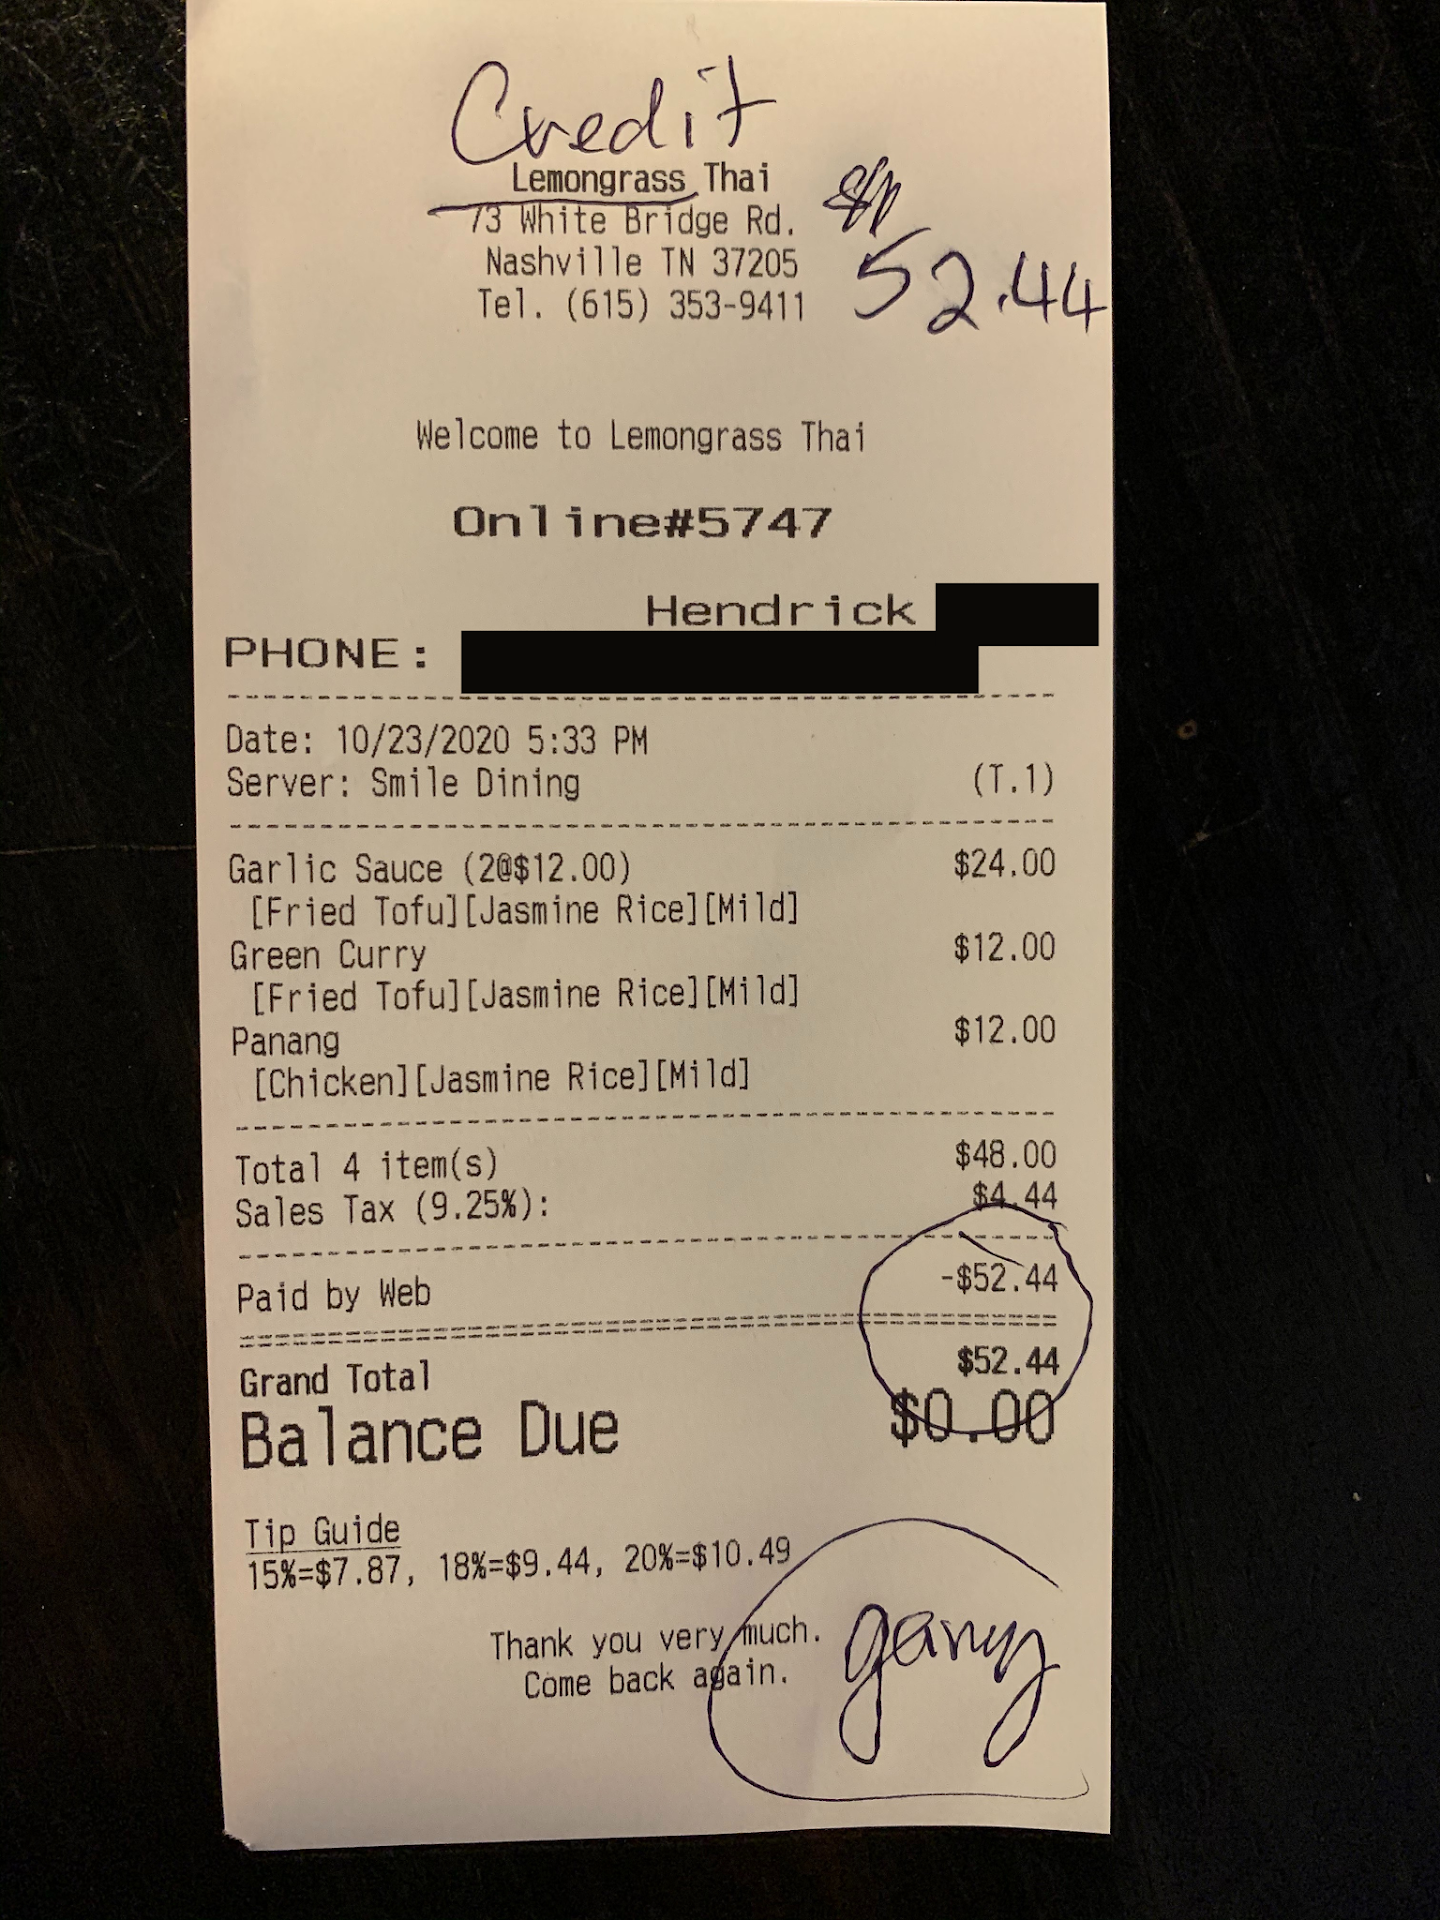 Credit
Lemongrass Thai
73 White Bridge Rd.
Nashville TN 37205
Tel. (615) 353-9411
52.44
Welcome to Lemongrass Thai
Online#5747
Hendrick
PHONE:
Date: 10/23/2020 5:33 PM
Server: Smile Dining (T.1)
Garlic Sauce (2@$12.00) $24.00
[Fried Tofu][Jasmine Rice][Mild]
Green Curry $12.00
[Fried Tofu][Jasmine Rice][Mild]
Panang $12.00
[Chicken][Jasmine Rice][Mild]
Total 4 item(s) $48.00
Sales Tax (9.25%): $4.44
Paid by Web -$52.44
Grand Total $52.44
Balance Due $0.00
Tip Guide
15%=$7.87, 18%=$9.44, 20%=$10.49
Thank you very much.
Come back again.